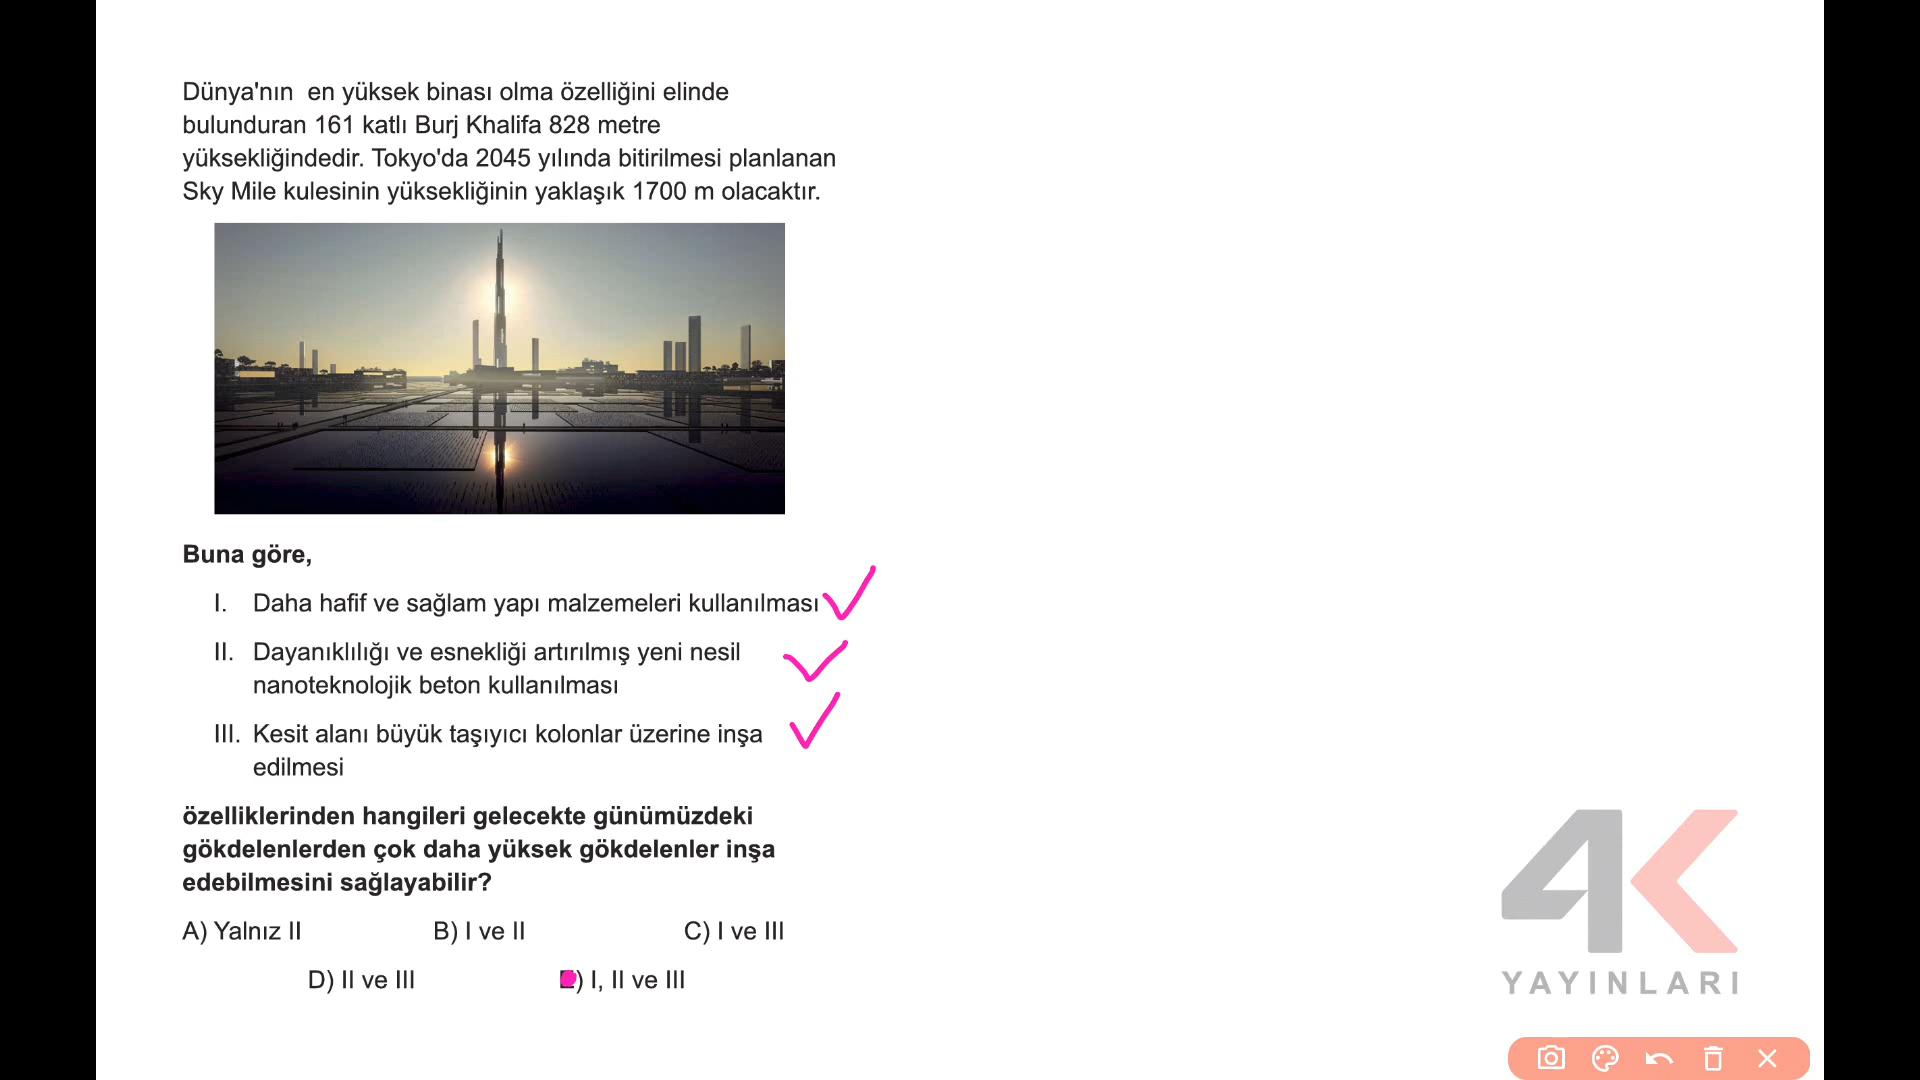 Dünya'nın en yüksek binası olma özelliğini elinde
bulunduran 161 katlı Burj Khalifa 828 metre
yüksekliğindedir. Tokyo'da 2045 yılında bitirilmesi planlanan
Sky Mile kulesinin yüksekliğinin yaklaşık 1700 m olacaktır.
Buna göre,
I. Daha hafif ve sağlam yapı malzemeleri kullanılması
II. Dayanıklılığı ve esnekliği artırılmış yeni nesil
nanoteknolojik beton kullanılması
III. Kesit alanı büyük taşıyıcı kolonlar üzerine inşa
edilmesi
özelliklerinden hangileri gelecekte günümüzdeki
gökdelenlerden çok daha yüksek gökdelenler inşa
edebilmesini sağlayabilir?
A) Yalnız II B) I ve II C) I ve III
D) II ve III E) I, II ve III
4K
YAYINLARI